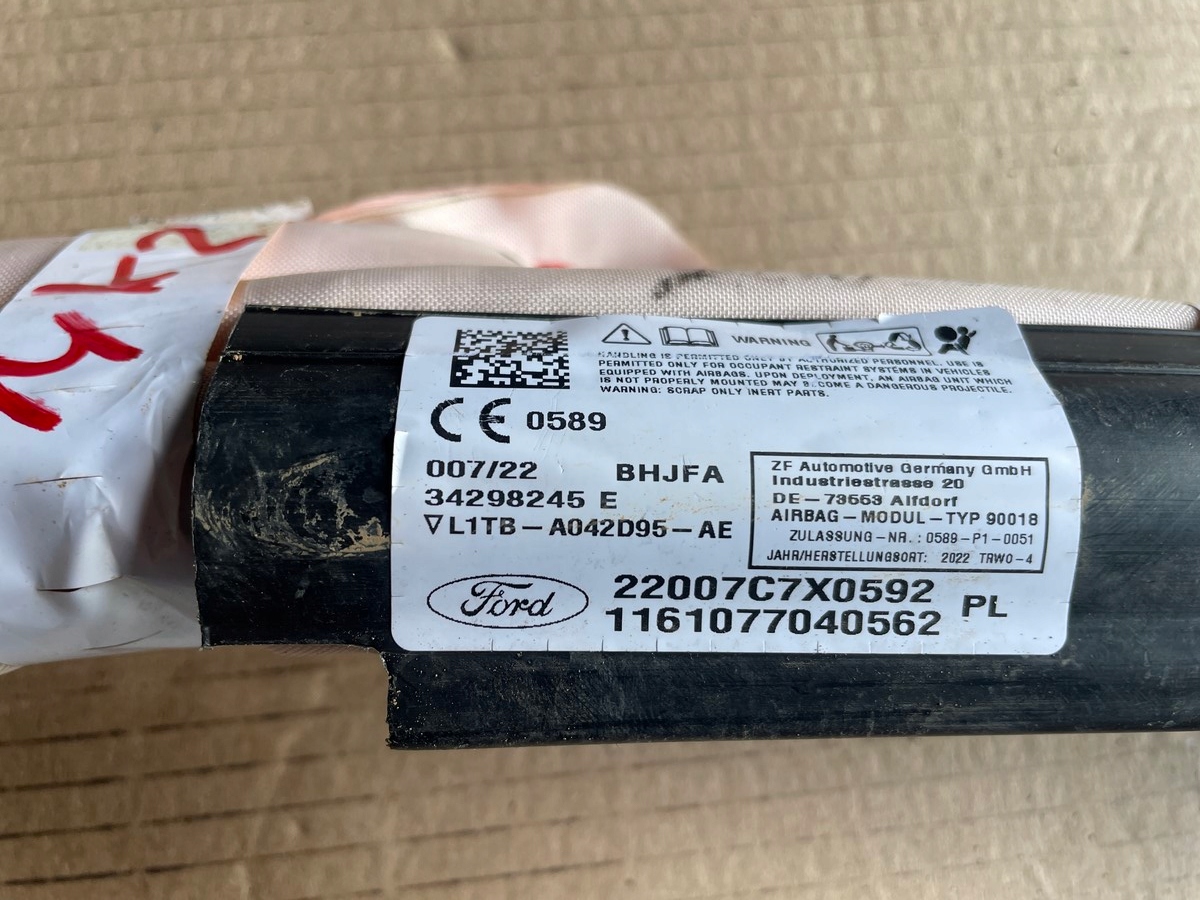 WARNING
HANDLING IS PERMITTED ONLY BY AUTHORIZED PERSONNEL. USE IS
PERMITTED ONLY FOR OCCUPANT RESTRAINT SYSTEMS IN VEHICLES
EQUIPPED WITH AIRBAGS. UPON DEPLOYMENT, AN AIRBAG UNIT WHICH
IS NOT PROPERLY MOUNTED MAY BECOME A DANGEROUS PROJECTILE.
WARNING: SCRAP ONLY INERT PARTS.
CE 0589
007/22 BHJFA
34298245 E
▽L1TB-A042D95-AE
ZF Automotive Germany GmbH
Industriestrasse 20
DE-73553 Alfdorf
AIRBAG-MODUL-TYP 90018
ZULASSUNG-NR.: 0589-P1-0051
JAHR/HERSTELLUNGSORT: 2022 TRWO-4
Ford
22007C7X0592
1161077040562
PL